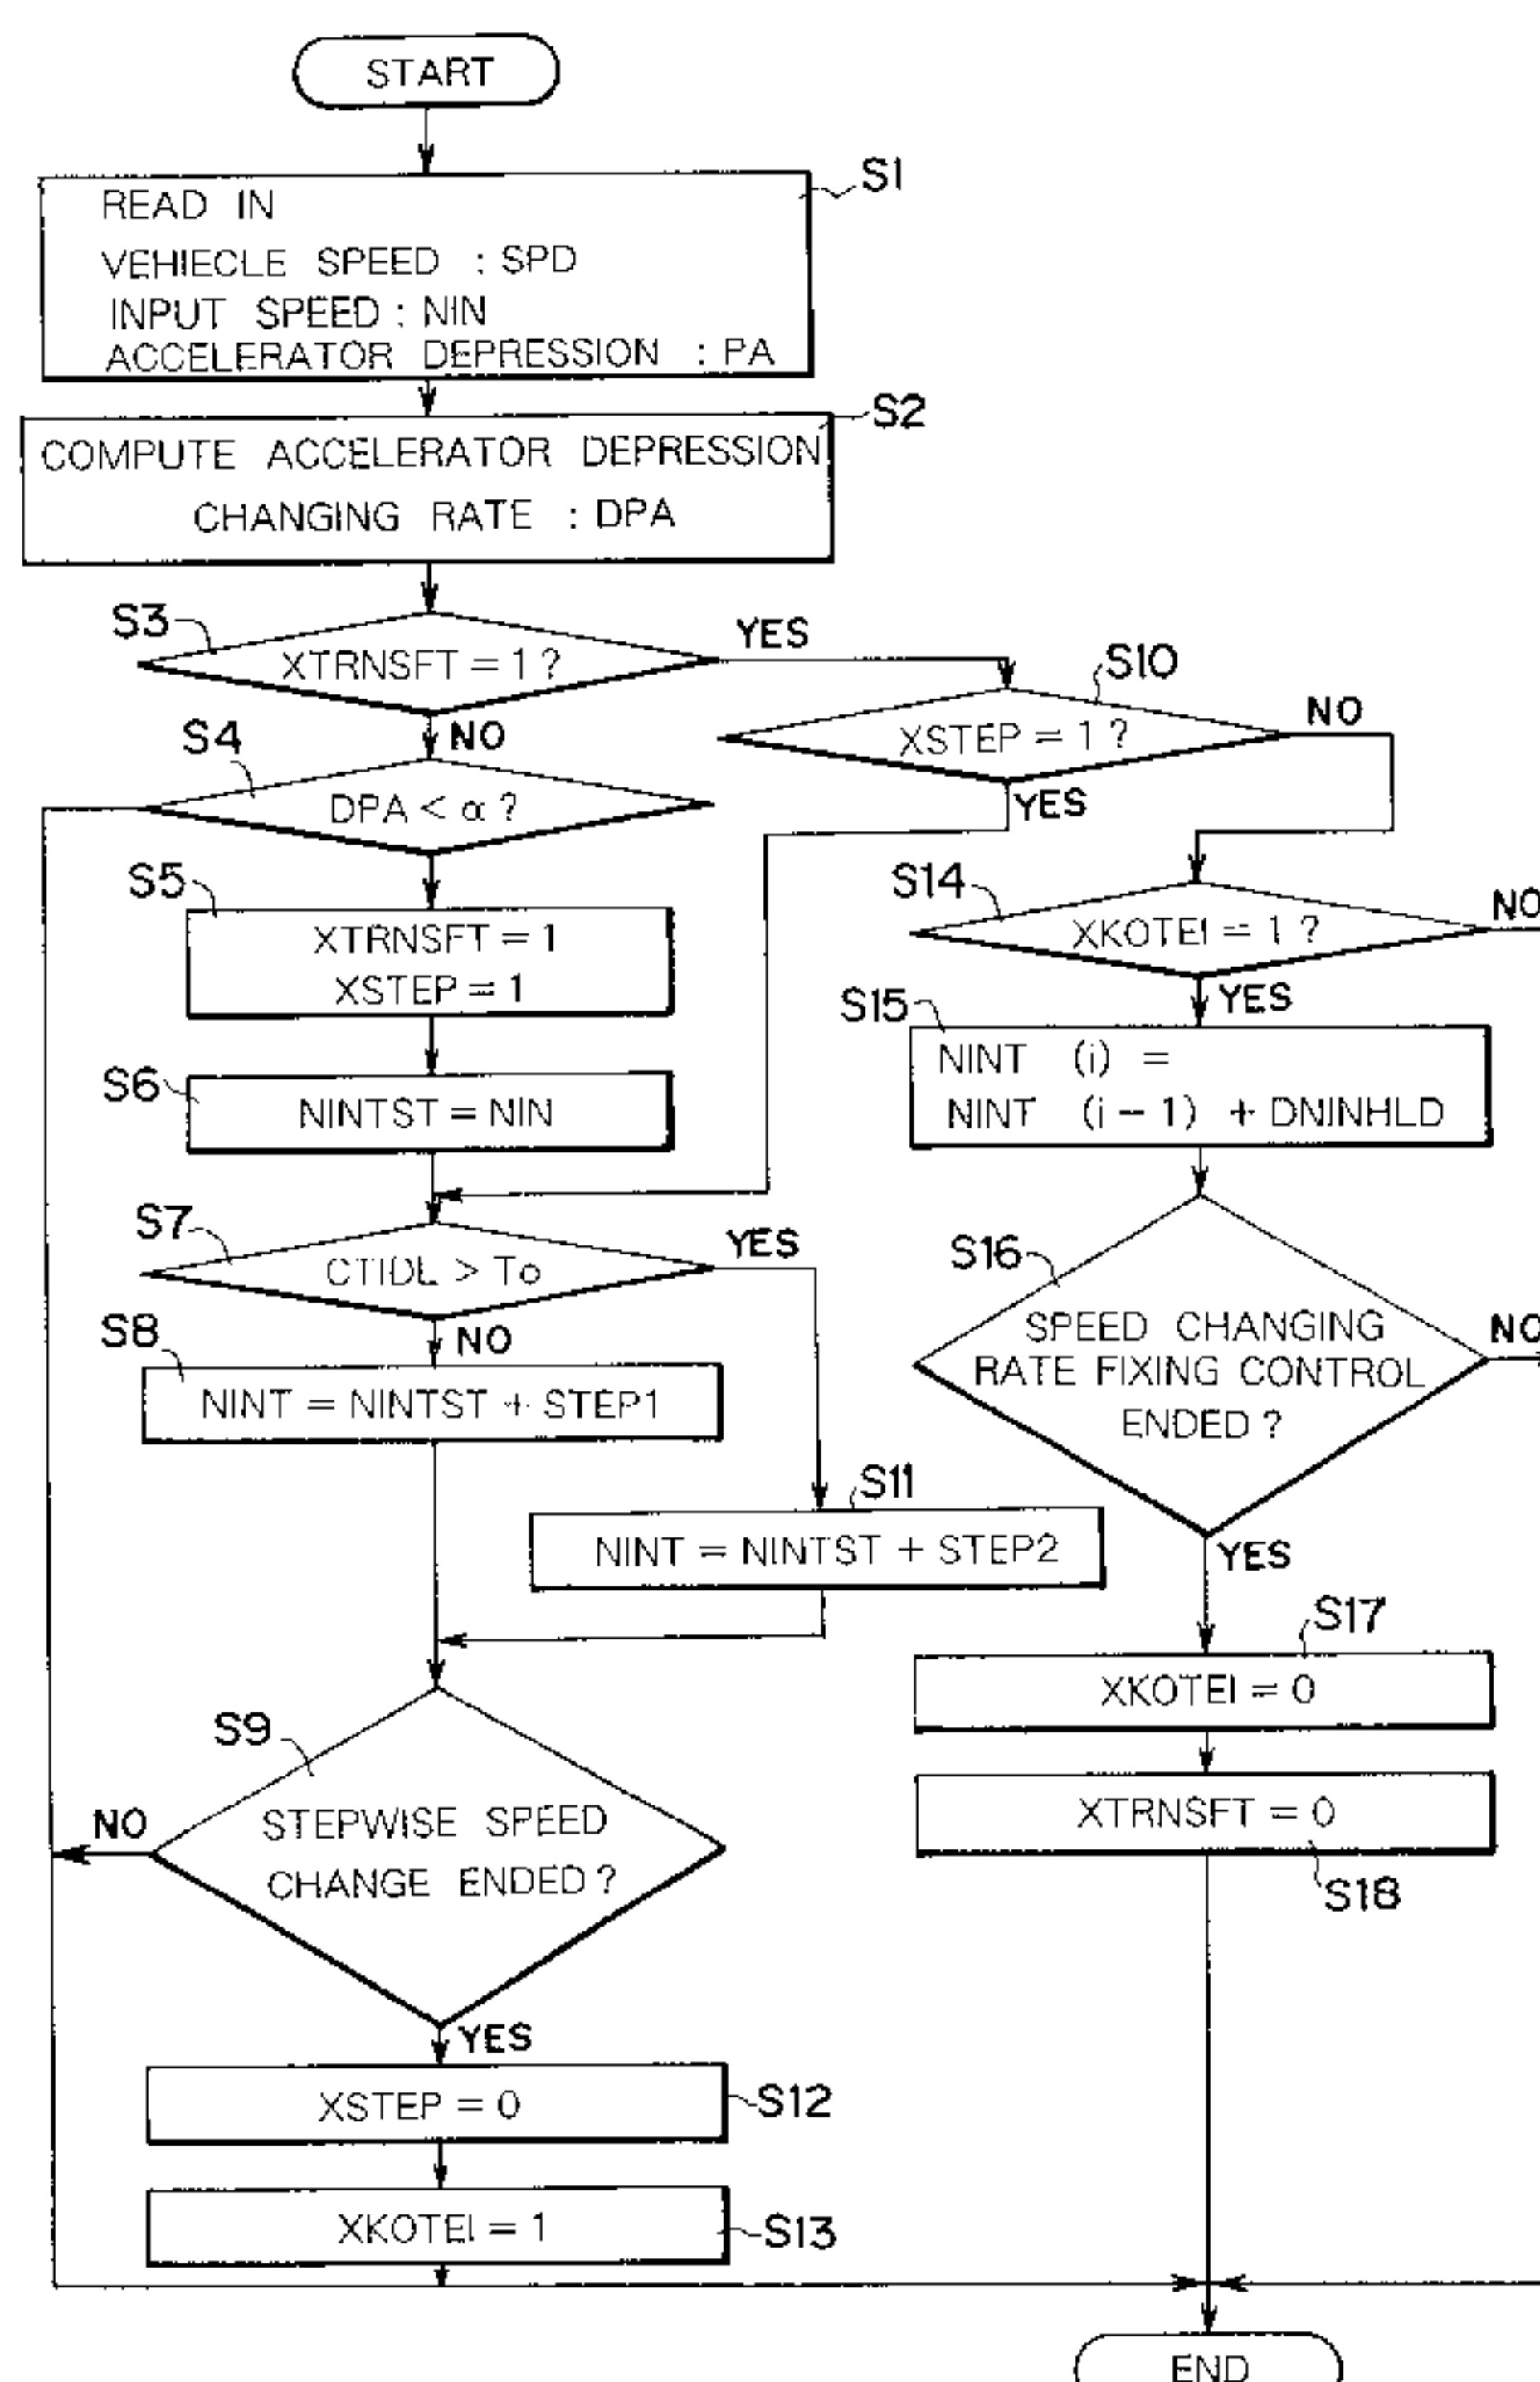 START
S1
READ IN
VEHIECLE SPEED : SPD
INPUT SPEED : NIN
ACCELERATOR DEPRESSION : PA
S2
COMPUTE ACCELERATOR DEPRESSION
CHANGING RATE : DPA
S3
XTRNSFT = 1 ?
YES
NO
S10
XSTEP = 1 ?
NO
YES
S4
DPA < α ?
S5
XTRNSFT = 1
XSTEP = 1
S14
XKOTEI = 1 ?
NO
YES
S6
NINTST = NIN
S15
NINT (i) =
NINT (i - 1) + DNINHLD
S7
CTIDL > To
YES
NO
S16
SPEED CHANGING
RATE FIXING CONTROL
ENDED ?
NO
YES
S8
NINT = NINTST + STEP1
S11
NINT = NINTST + STEP2
S9
STEPWISE SPEED
CHANGE ENDED ?
NO
YES
S17
XKOTEI = 0
XTRNSFT = 0
S18
XSTEP = 0
S12
XKOTEI = 1
S13
END